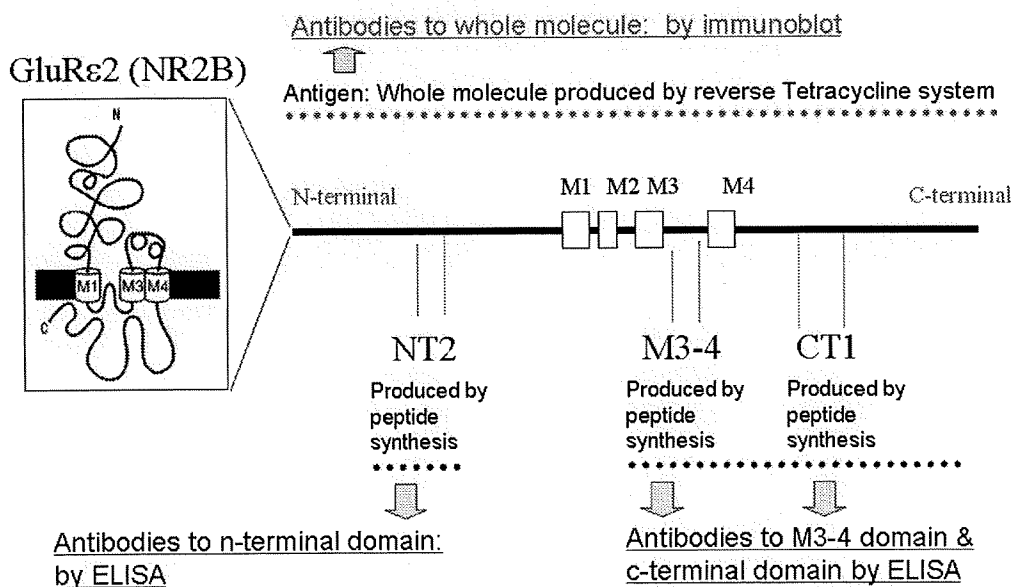 Antibodies to whole molecule: by immunoblot
GluRε2 (NR2B)
Antigen: Whole molecule produced by reverse Tetracycline system
N
M1
M3
M4
C
N-terminal
M1
M2
M3
M4
C-terminal
NT2
Produced by
peptide
synthesis
M3-4
Produced by
peptide
synthesis
CT1
Produced by
peptide
synthesis
Antibodies to n-terminal domain:
by ELISA
Antibodies to M3-4 domain &
c-terminal domain by ELISA